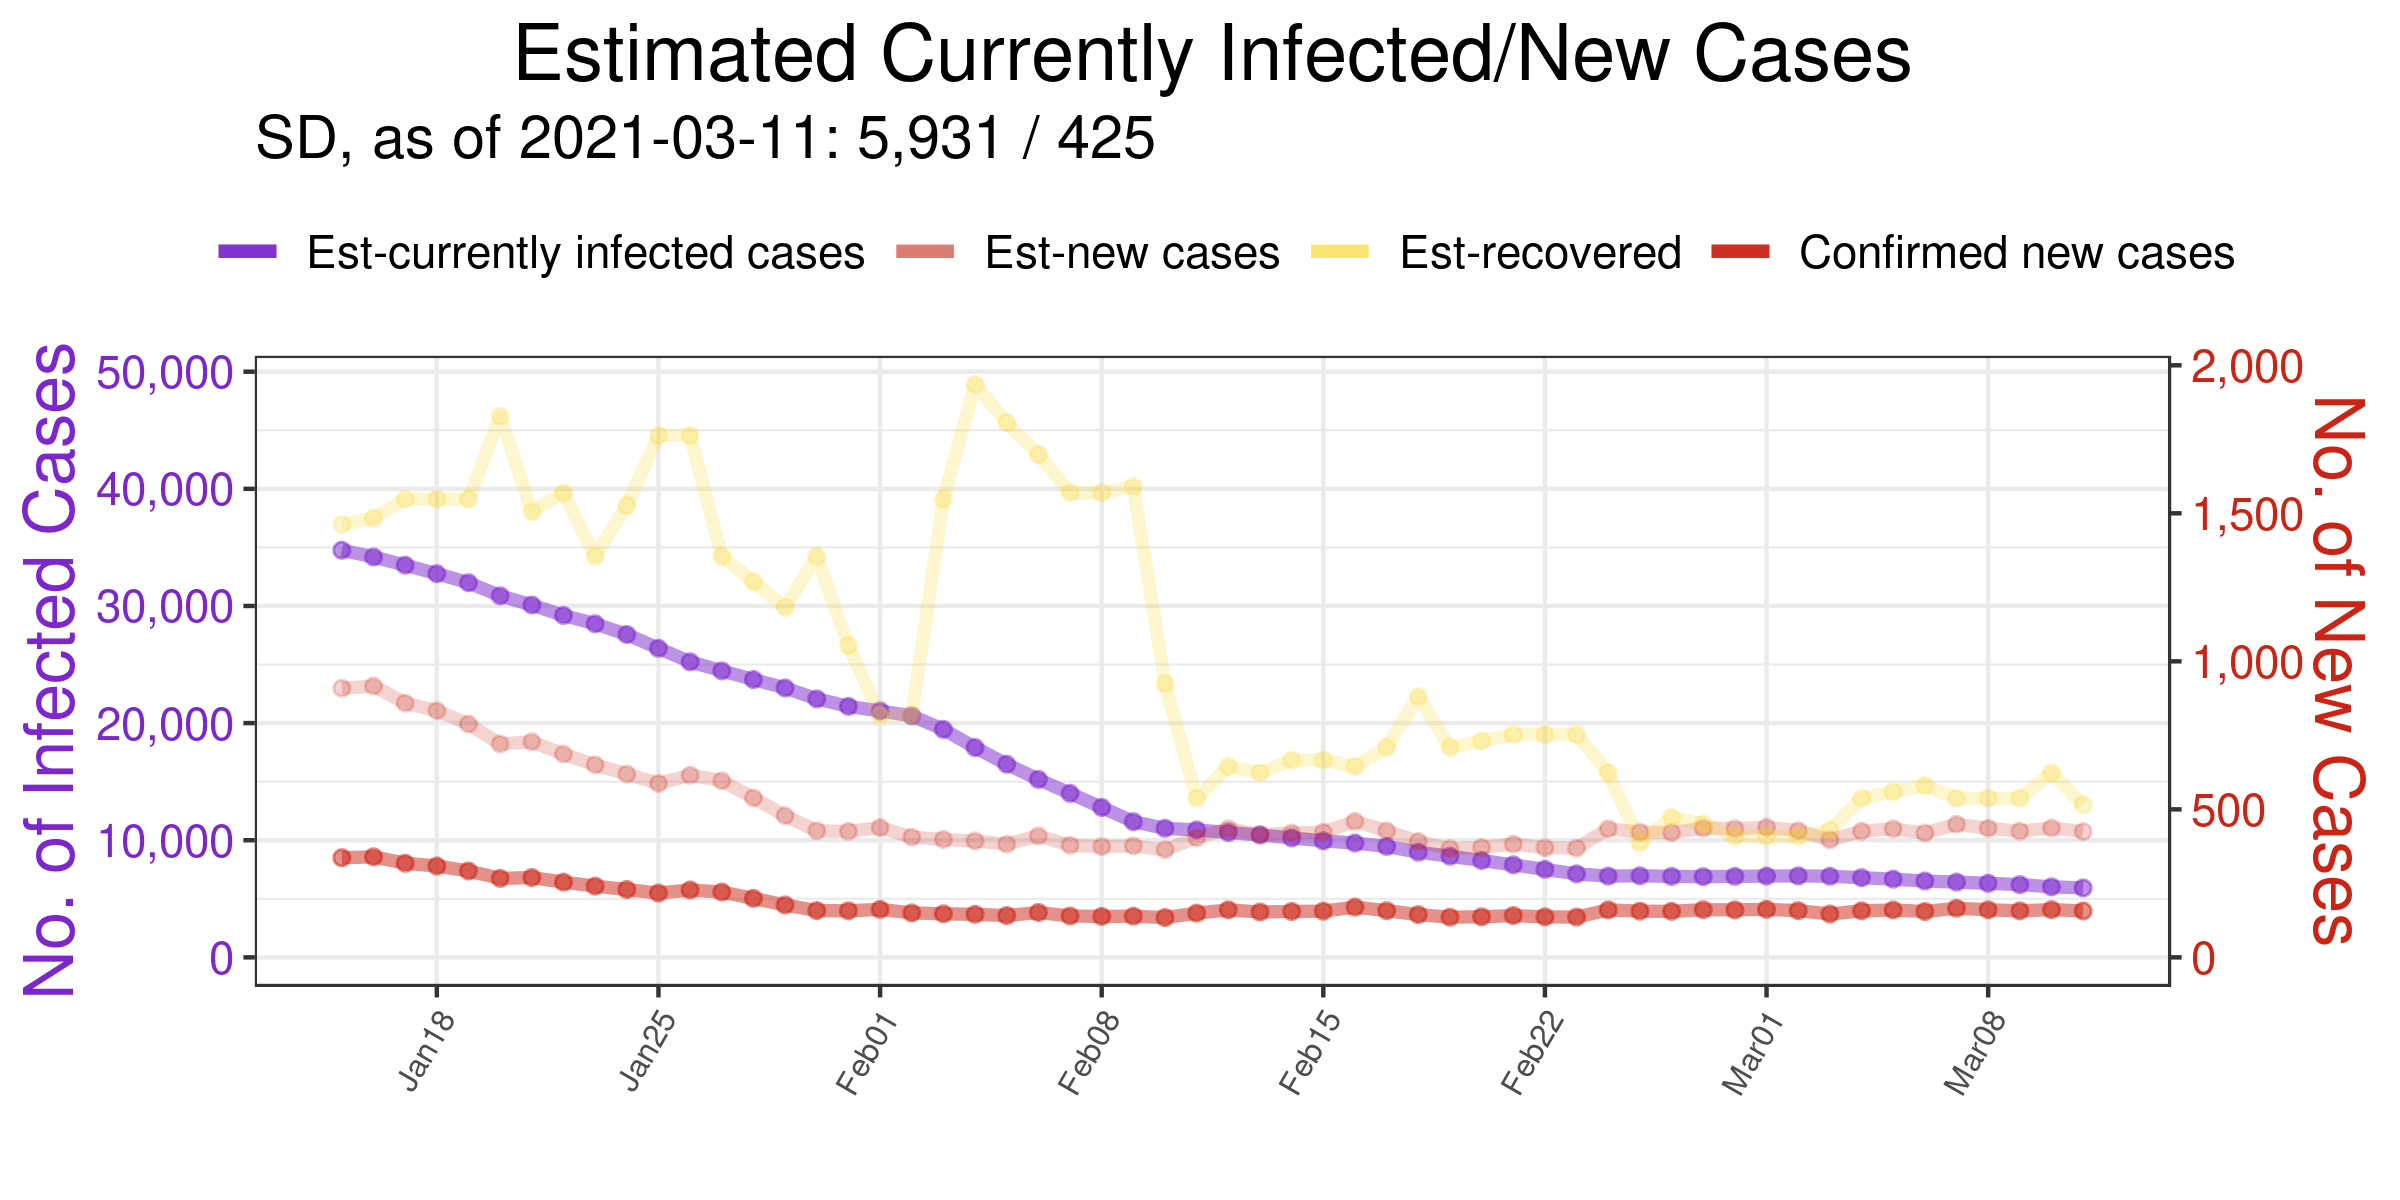 Estimated Currently Infected/New Cases
SD, as of 2021-03-11: 5,931 / 425
Est-currently infected cases Est-new cases Est-recovered Confirmed new cases
No. of Infected Cases
50,000
40,000
30,000
20,000
10,000
0
2,000
1,500
1,000
500
0
No. of New Cases
Jan18 Jan25 Feb01 Feb08 Feb15 Feb22 Mar01 Mar08